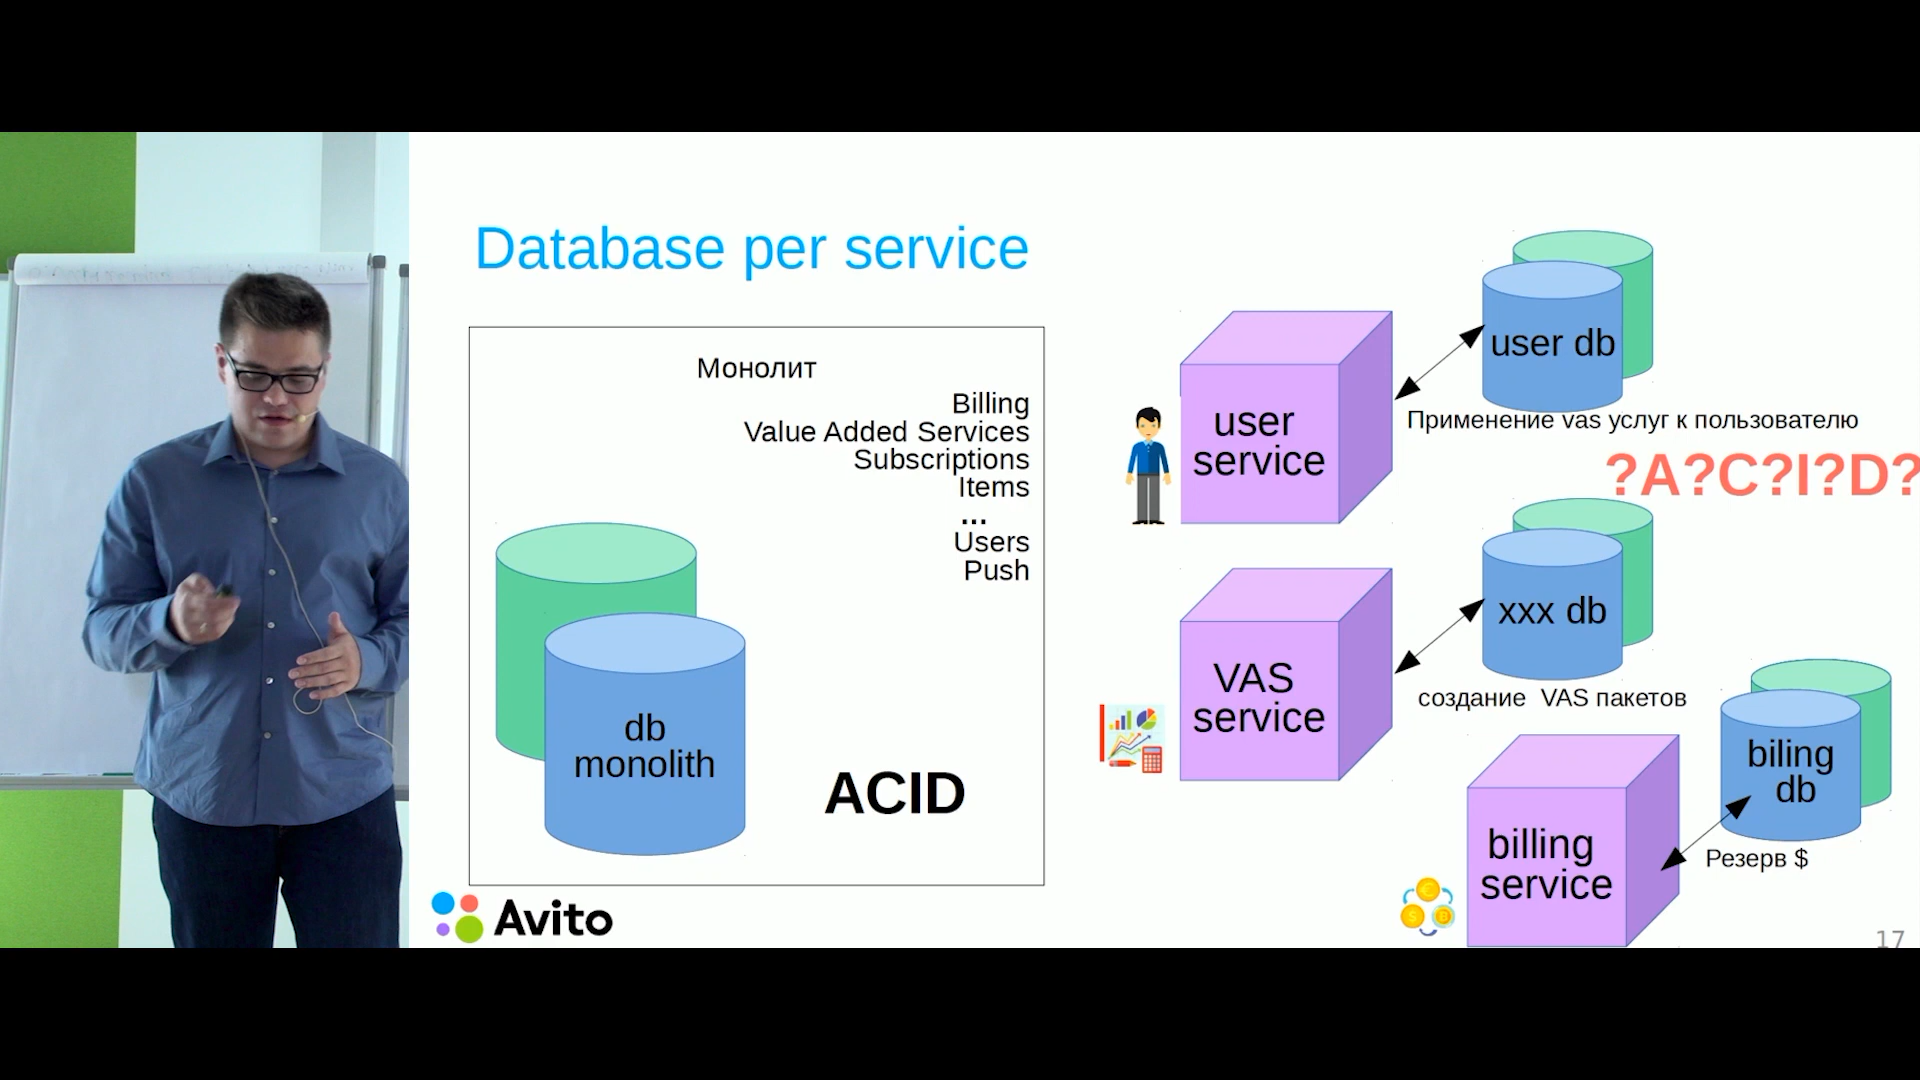 Database per service
Монолит
Billing
Value Added Services
Subscriptions
Items
...
Users
Push
db
monolith
ACID
Avito
user
service
user db
Применение vas услуг к пользователю
?A?C?I?D?
VAS
service
xxx db
создание VAS пакетов
billing
service
biling
db
Резерв $
17